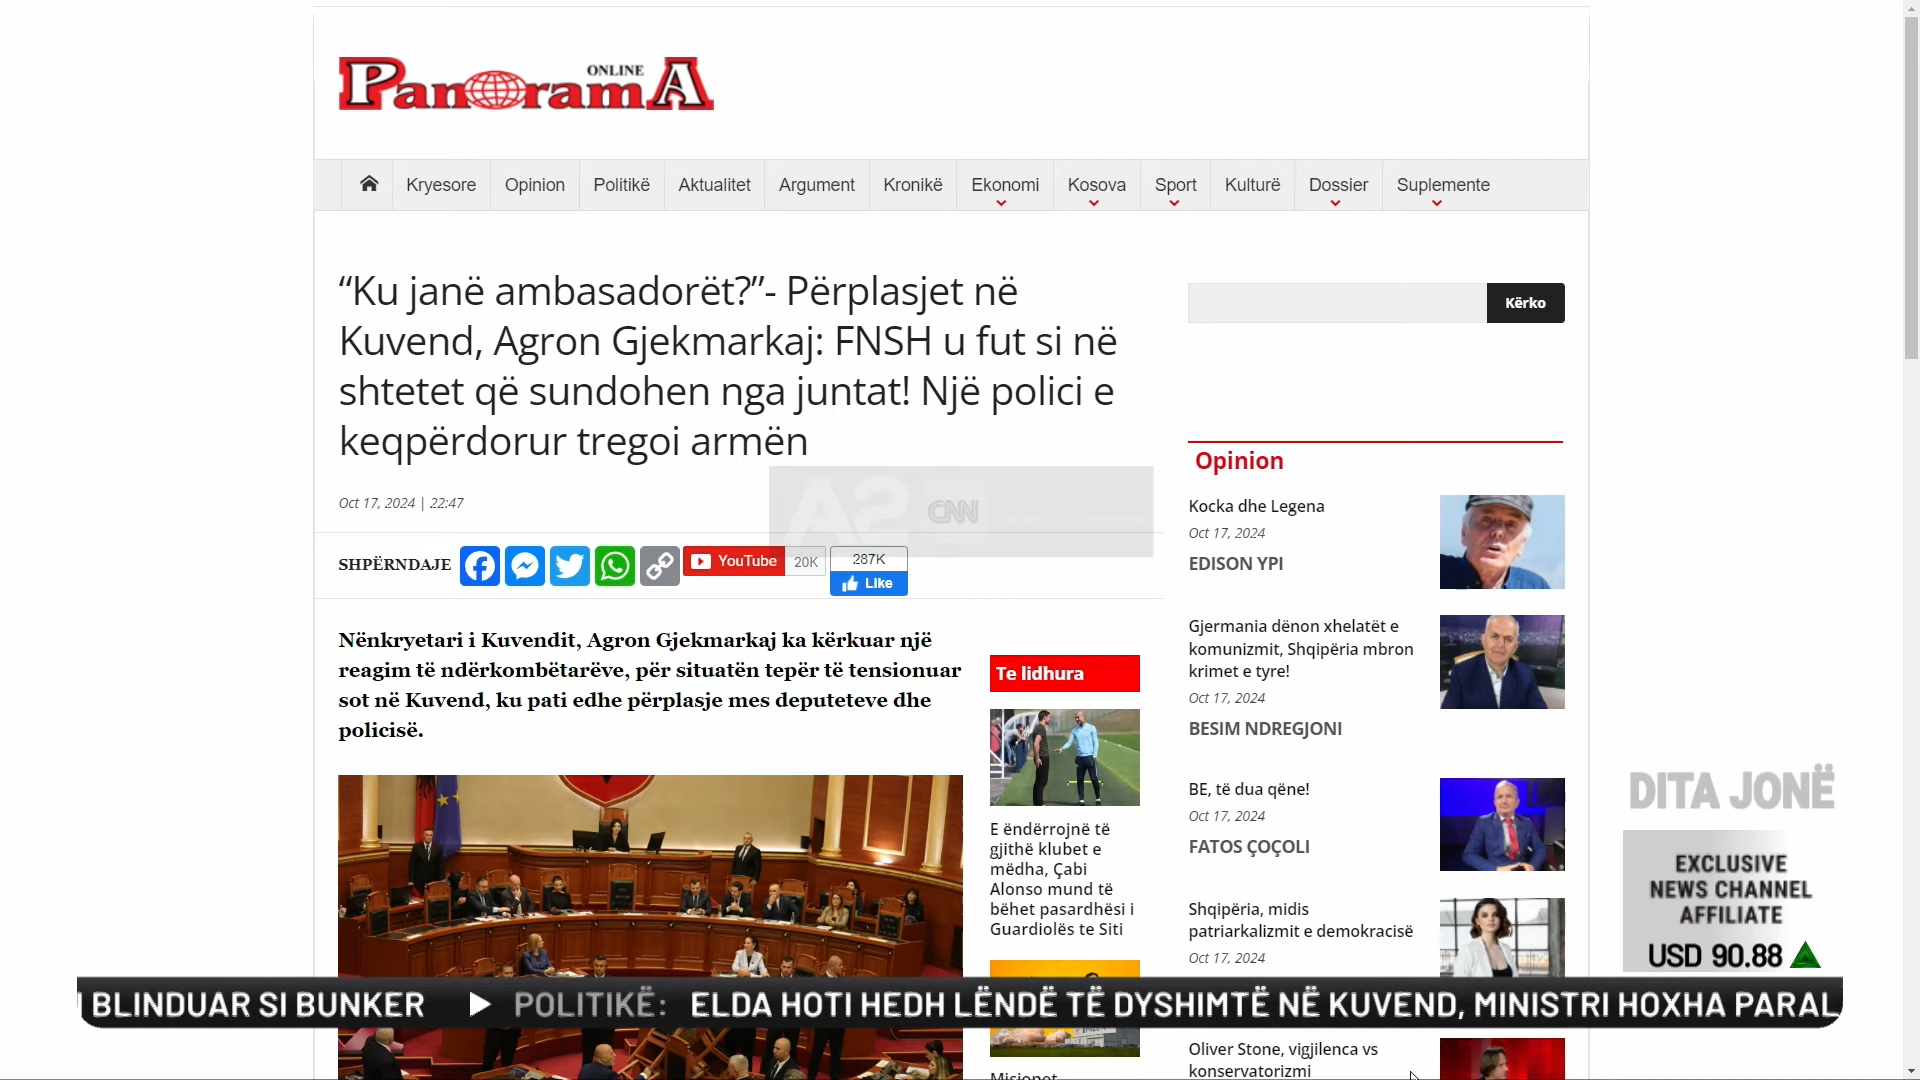 PanoramA
ONLINE
Kryesore Opinion Politikë Aktualitet Argument Kronikë Ekonomi Kosova Sport Kulturë Dossier Suplemente
“Ku janë ambasadorët?”- Përplasjet në
Kuvend, Agron Gjekmarkaj: FNSH u fut si në
shtetet që sundohen nga juntat! Një polici e
keqpërdorur tregoi armën
Oct 17, 2024 | 22:47
A2 CNN
SHPËRNDAJE
YouTube 20K
287K
Like
Nënkryetari i Kuvendit, Agron Gjekmarkaj ka kërkuar një
reagim të ndërkombëtarëve, për situatën tepër të tensionuar
sot në Kuvend, ku pati edhe përplasje mes deputeteve dhe
policisë.
Te lidhura
E ëndërrojnë të
gjithë klubet e
mëdha, Çabi
Alonso mund të
bëhet pasardhësi i
Guardiolës te Siti
Misionet
Kërko
Opinion
Kocka dhe Legena
Oct 17, 2024
EDISON YPI
Gjermania dënon xhelatët e
komunizmit, Shqipëria mbron
krimet e tyre!
Oct 17, 2024
BESIM NDREGJONI
BE, të dua qëne!
Oct 17, 2024
FATOS ÇOÇOLI
Shqipëria, midis
patriarkalizmit e demokracisë
Oct 17, 2024
Oliver Stone, vigjilenca vs
konservatorizmi
DITA JONË
EXCLUSIVE
NEWS CHANNEL
AFFILIATE
USD 90.88
BLINDUAR SI BUNKER POLITIKË: ELDA HOTI HEDH LËNDË TË DYSHIMTË NË KUVEND, MINISTRI HOXHA PARAL